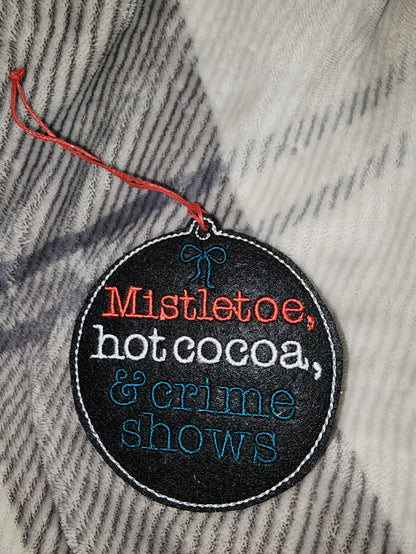 Mistletoe,
hot cocoa,
& crime
shows